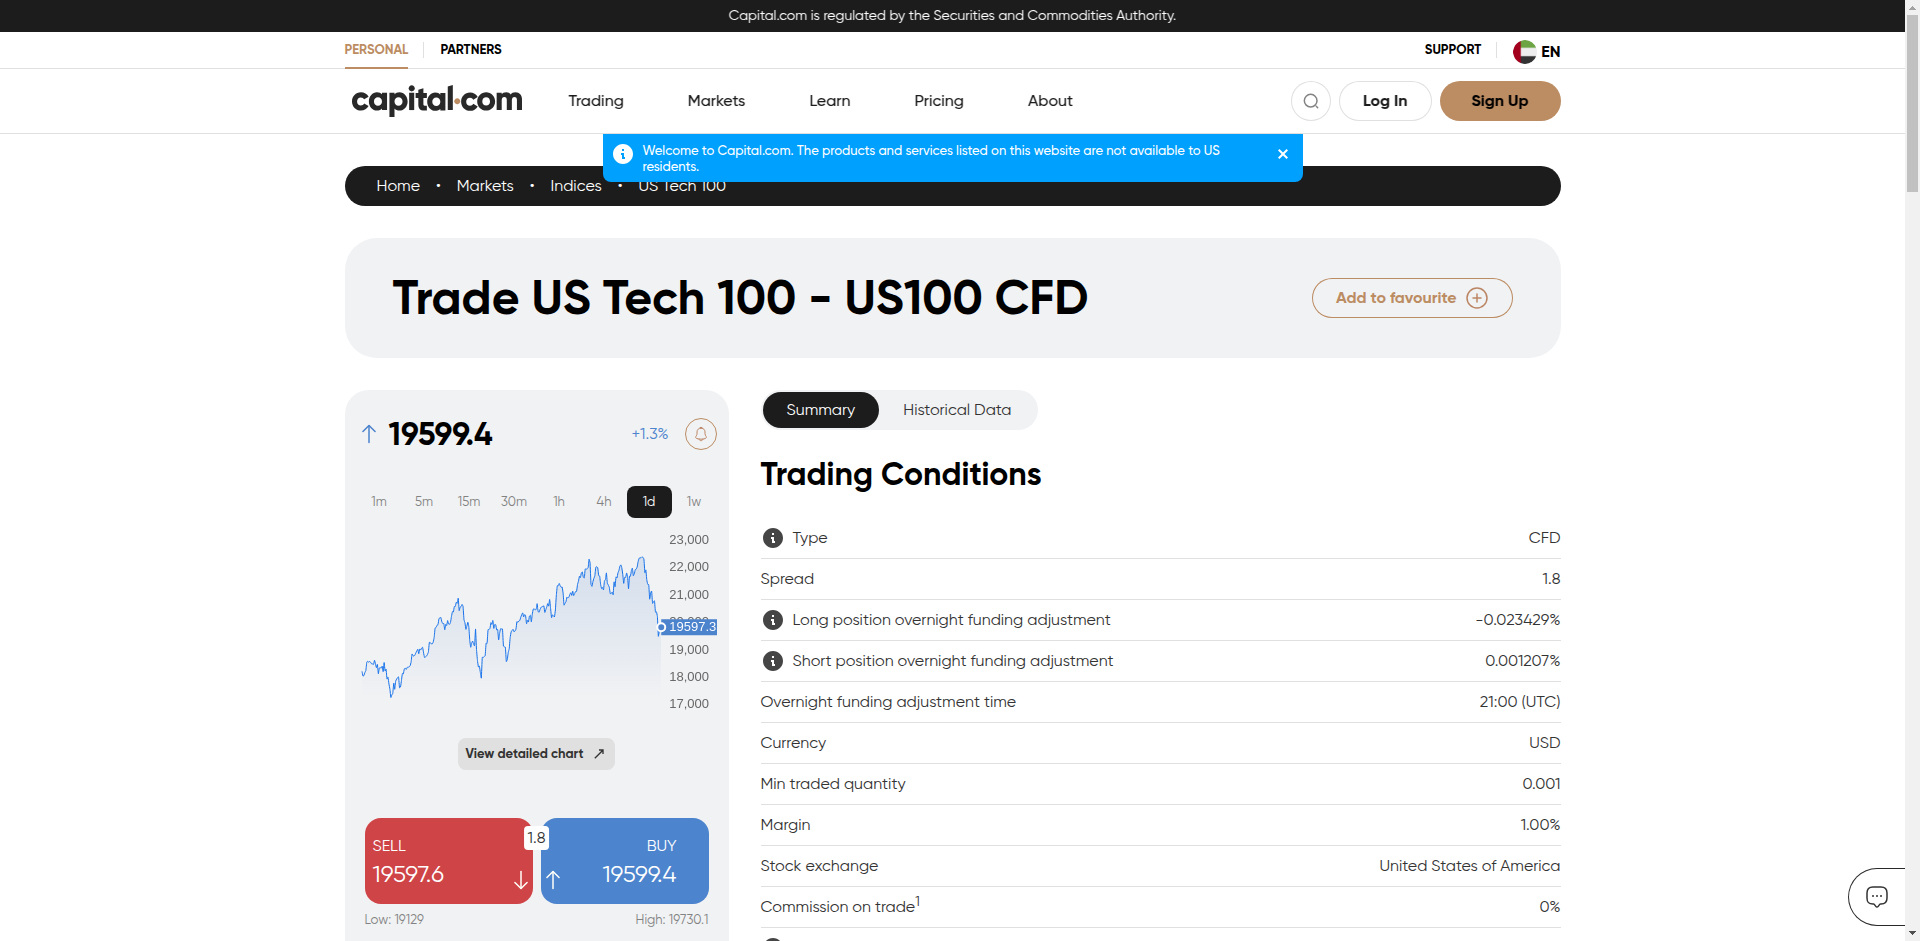 Capital.com is regulated by the Securities and Commodities Authority.
PERSONAL
PARTNERS
SUPPORT
EN
capital.com
Trading
Markets
Learn
Pricing
About
Log In
Sign Up
Welcome to Capital.com. The products and services listed on this website are not available to US
residents.
Home • Markets • Indices • US Tech 100
Trade US Tech 100 - US100 CFD
Add to favourite
19599.4
+1.3%
1m 5m 15m 30m 1h 4h 1d 1w
23,000
22,000
21,000
19597.3
19,000
18,000
17,000
View detailed chart
SELL
19597.6
1.8
BUY
19599.4
Low: 19129
High: 19730.1
Summary
Historical Data
Trading Conditions
Type CFD
Spread 1.8
Long position overnight funding adjustment -0.023429%
Short position overnight funding adjustment 0.001207%
Overnight funding adjustment time 21:00 (UTC)
Currency USD
Min traded quantity 0.001
Margin 1.00%
Stock exchange United States of America
Commission on trade1 0%